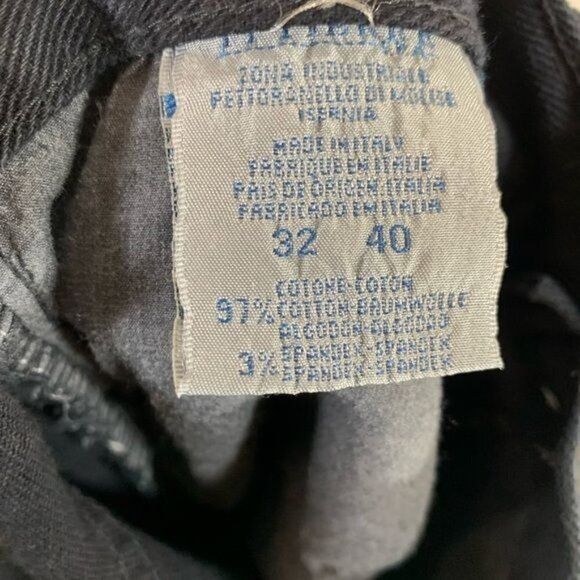 ZONA INDUSTRIALE
PETTORANELLO DI MOLISE
ISERNIA
MADE IN ITALY
FABRIQUE EN ITALIE
PAIS DE ORIGEN ITALIA
FABRICADO EM ITALIA
32 40
COTONE-COTON
97% COTTON-BAUMWOLLE
ALGODON-ALGODAO
3% SPANDEX-SPANDEX
SPANDEX-SPANDEX